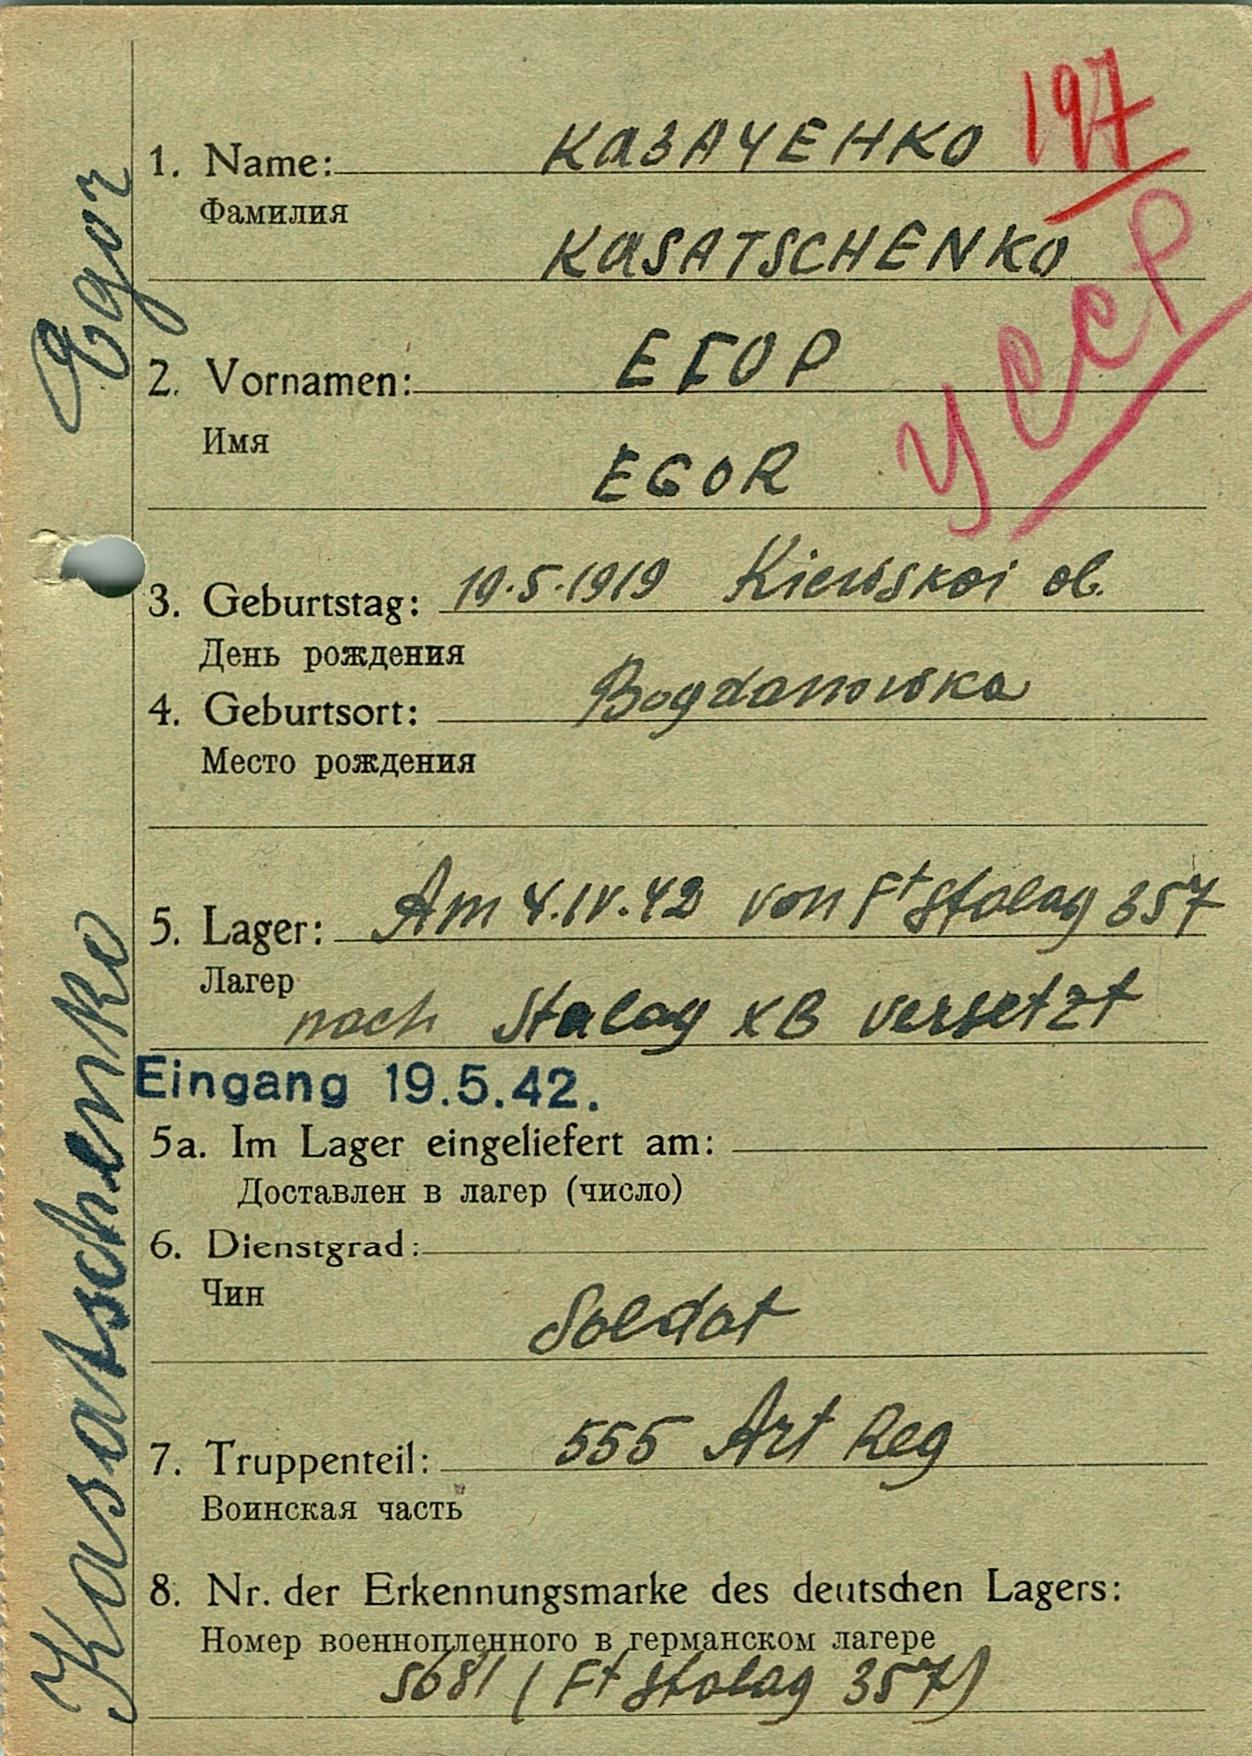 197
1. Name: КАЗАЧЕНКО
Фамилия
KASATSCHENKO
УССР
2. Vornamen: ЕГОР
Имя
EGOR
3. Geburtstag: 19.5.1919 Kiewskoi ob.
День рождения
4. Geburtsort: Bogdanowka
Место рождения
5. Lager: Am 4.IV.42 von Ft Stalag 357
Лагер
nach Stalag XB versetzt
Eingang 19.5.42.
5a. Im Lager eingeliefert am:
Доставлен в лагер (число)
6. Dienstgrad:
Чин
Soldat
7. Truppenteil: 555 Art Reg
Воинская часть
8. Nr. der Erkennungsmarke des deutschen Lagers:
Номер военнопленного в германском лагере
5681 (Ft Stalag 357)
Kasatschenko Egor